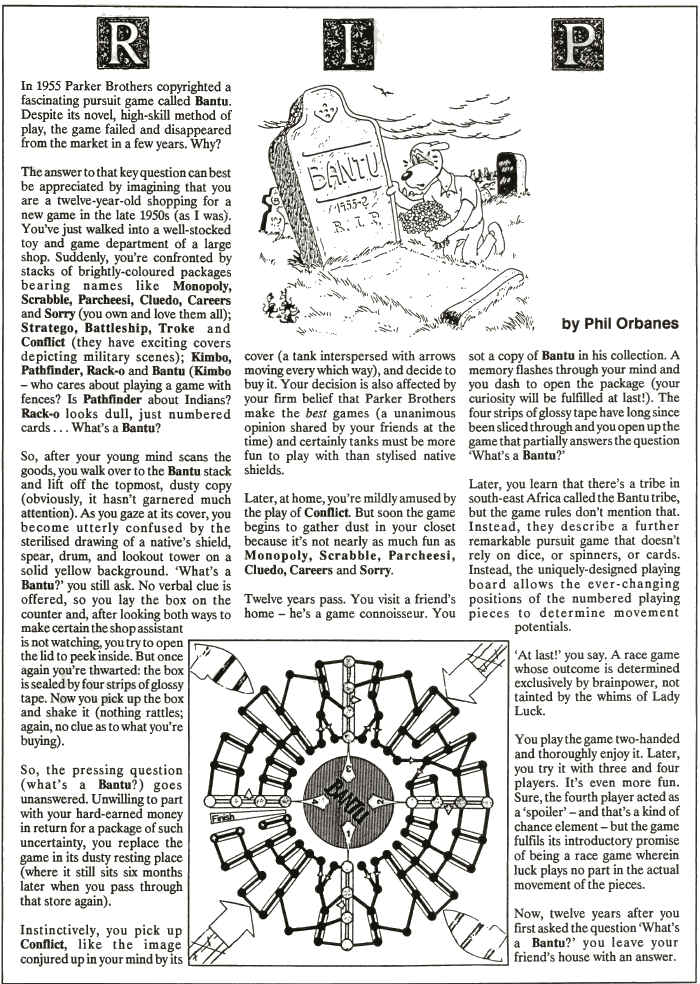 R I P
In 1955 Parker Brothers copyrighted a
fascinating pursuit game called Bantu.
Despite its novel, high-skill method of
play, the game failed and disappeared
from the market in a few years. Why?
The answer to that key question can best
be appreciated by imagining that you
are a twelve-year-old shopping for a
new game in the late 1950s (as I was).
You've just walked into a well-stocked
toy and game department of a large
shop. Suddenly, you're confronted by
stacks of brightly-coloured packages
bearing names like Monopoly,
Scrabble, Parcheesi, Cluedo, Careers
and Sorry (you own and love them all);
Stratego, Battleship, Troke and
Conflict (they have exciting covers
depicting military scenes); Kimbo,
Pathfinder, Rack-o and Bantu (Kimbo
– who cares about playing a game with
fences? Is Pathfinder about Indians?
Rack-o looks dull, just numbered
cards . . . What's a Bantu?
So, after your young mind scans the
goods, you walk over to the Bantu stack
and lift off the topmost, dusty copy
(obviously, it hasn't garnered much
attention). As you gaze at its cover, you
become utterly confused by the
sterilised drawing of a native's shield,
spear, drum, and lookout tower on a
solid yellow background. 'What's a
Bantu?' you still ask. No verbal clue is
offered, so you lay the box on the
counter and, after looking both ways to
make certain the shop assistant
is not watching, you try to open
the lid to peek inside. But once
again you're thwarted: the box
is sealed by four strips of glossy
tape. Now you pick up the box
and shake it (nothing rattles;
again, no clue as to what you're
buying).
So, the pressing question
(what's a Bantu?) goes
unanswered. Unwilling to part
with your hard-earned money
in return for a package of such
uncertainty, you replace the
game in its dusty resting place
(where it still sits six months
later when you pass through
that store again).
Instinctively, you pick up
Conflict, like the image
conjured up in your mind by its
BANTU
1955-?
R.I.P.
by Phil Orbanes
cover (a tank interspersed with arrows
moving every which way), and decide to
buy it. Your decision is also affected by
your firm belief that Parker Brothers
make the best games (a unanimous
opinion shared by your friends at the
time) and certainly tanks must be more
fun to play with than stylised native
shields.
Later, at home, you're mildly amused by
the play of Conflict. But soon the game
begins to gather dust in your closet
because it's not nearly as much fun as
Monopoly, Scrabble, Parcheesi,
Cluedo, Careers and Sorry.
Twelve years pass. You visit a friend's
home – he's a game connoisseur. You
sot a copy of Bantu in his collection. A
memory flashes through your mind and
you dash to open the package (your
curiosity will be fulfilled at last!). The
four strips of glossy tape have long since
been sliced through and you open up the
game that partially answers the question
'What's a Bantu?'
Later, you learn that there's a tribe in
south-east Africa called the Bantu tribe,
but the game rules don't mention that.
Instead, they describe a further
remarkable pursuit game that doesn't
rely on dice, or spinners, or cards.
Instead, the uniquely-designed playing
board allows the ever-changing
positions of the numbered playing
pieces to determine movement
potentials.
'At last!' you say. A race game
whose outcome is determined
exclusively by brainpower, not
tainted by the whims of Lady
Luck.
You play the game two-handed
and thoroughly enjoy it. Later,
you try it with three and four
players. It's even more fun.
Sure, the fourth player acted as
a 'spoiler' – and that's a kind of
chance element – but the game
fulfils its introductory promise
of being a race game wherein
luck plays no part in the actual
movement of the pieces.
Now, twelve years after you
first asked the question 'What's
a Bantu?' you leave your
friend's house with an answer.
3
4
BANTU
2
1
Finish